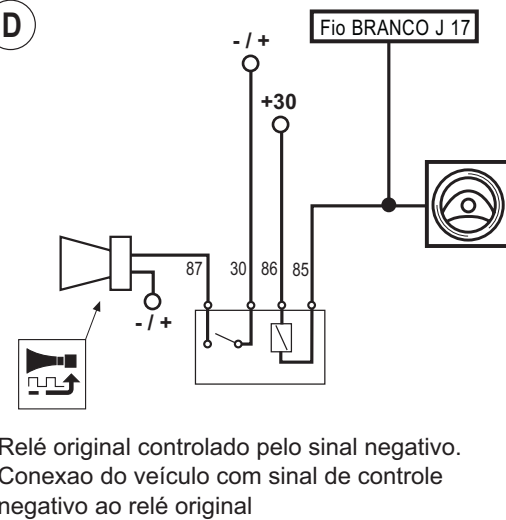 D
Fio BRANCO J 17
- / +
+30
87
30
86
85
- / +
Relé original controlado pelo sinal negativo.
Conexao do veículo com sinal de controle
negativo ao relé original